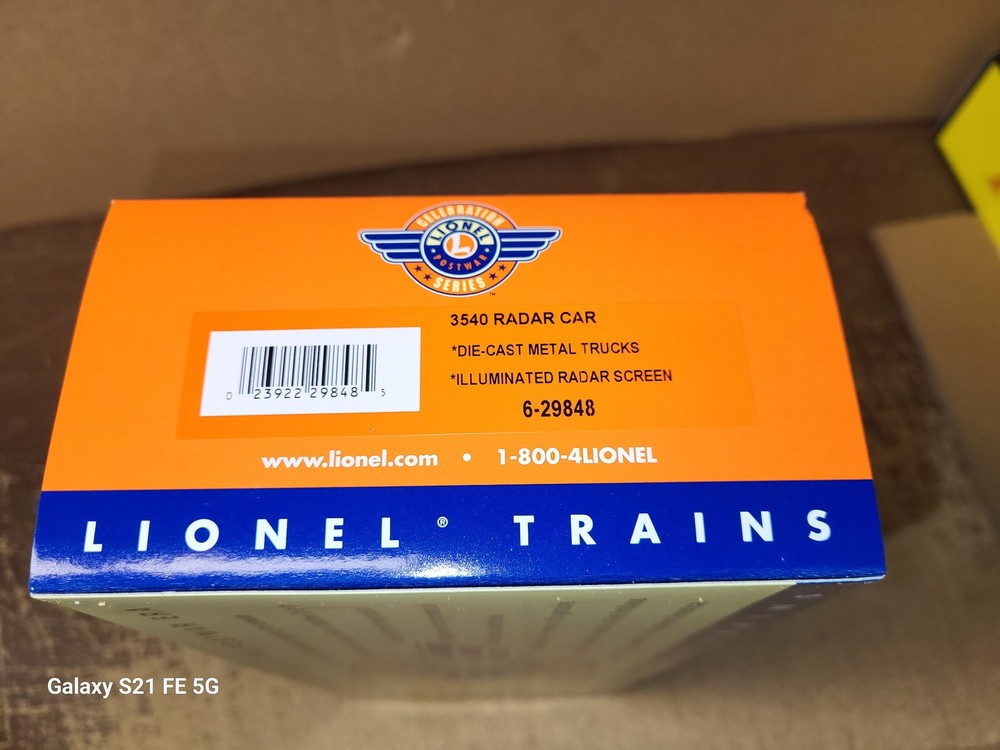 CELEBRATION
LIONEL
L
POSTWAR
SERIES
™
3540 RADAR CAR
*DIE-CAST METAL TRUCKS
*ILLUMINATED RADAR SCREEN
6-29848
0 23922 29848 5
www.lionel.com • 1-800-4LIONEL
LIONEL® TRAINS
Galaxy S21 FE 5G